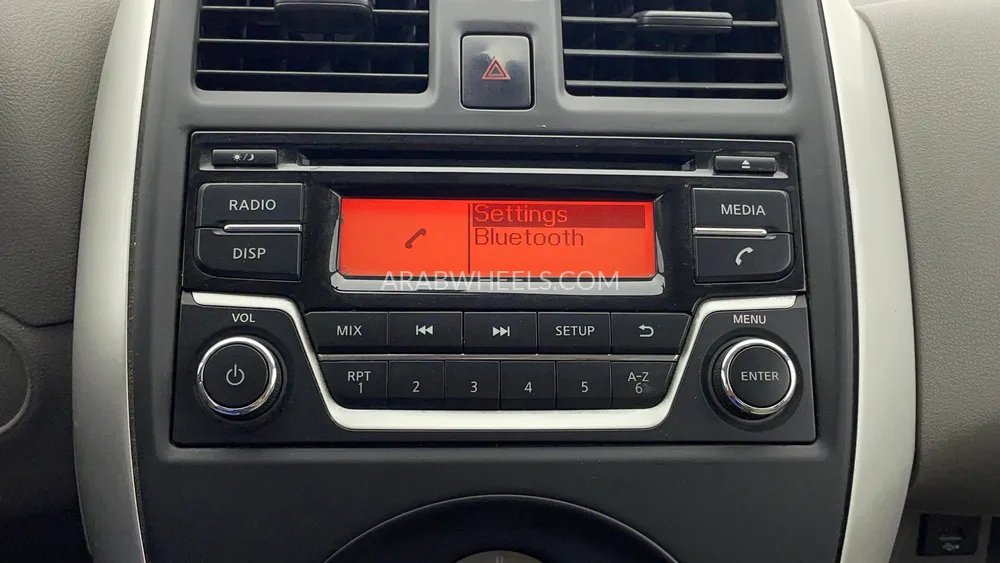 RADIO
DISP
Settings
Bluetooth
MEDIA
ARABWHEELS.COM
VOL
MENU
MIX
SETUP
RPT
1
2
3
4
5
A-Z
6
ENTER